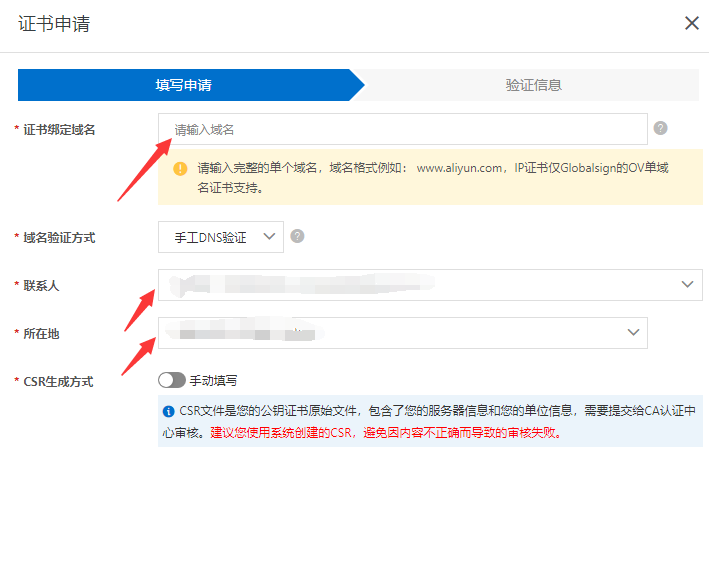 证书申请
填写申请
验证信息
* 证书绑定域名
请输入域名
请输入完整的单个域名，域名格式例如： www.aliyun.com，IP证书仅Globalsign的OV单域
名证书支持。
* 域名验证方式
手工DNS验证
* 联系人
* 所在地
* CSR生成方式
手动填写
CSR文件是您的公钥证书原始文件，包含了您的服务器信息和您的单位信息，需要提交给CA认证中
心审核。建议您使用系统创建的CSR，避免因内容不正确而导致的审核失败。